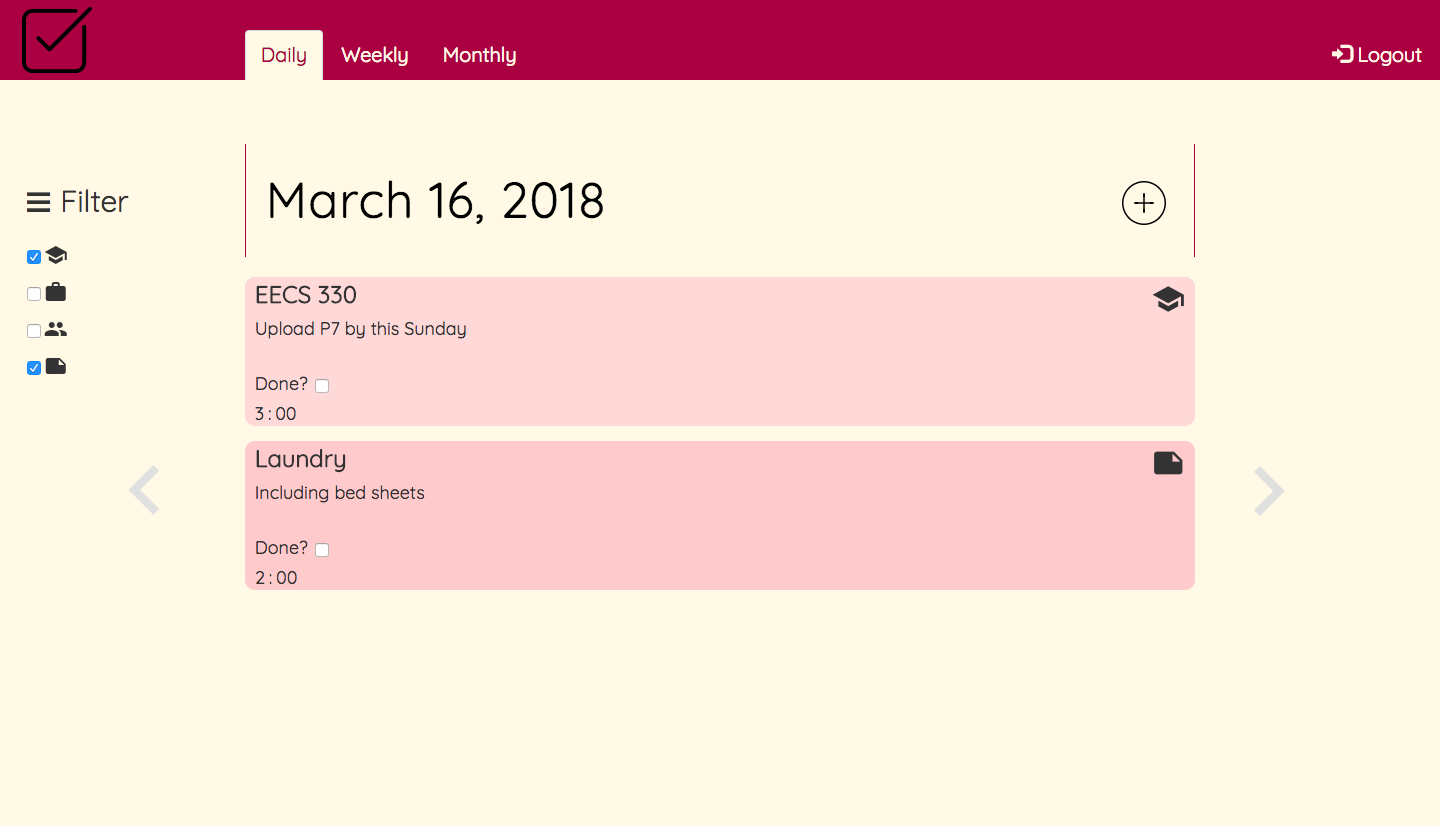 Daily Weekly Monthly Logout
Filter
March 16, 2018
EECS 330
Upload P7 by this Sunday
Done?
3 : 00
Laundry
Including bed sheets
Done?
2 : 00